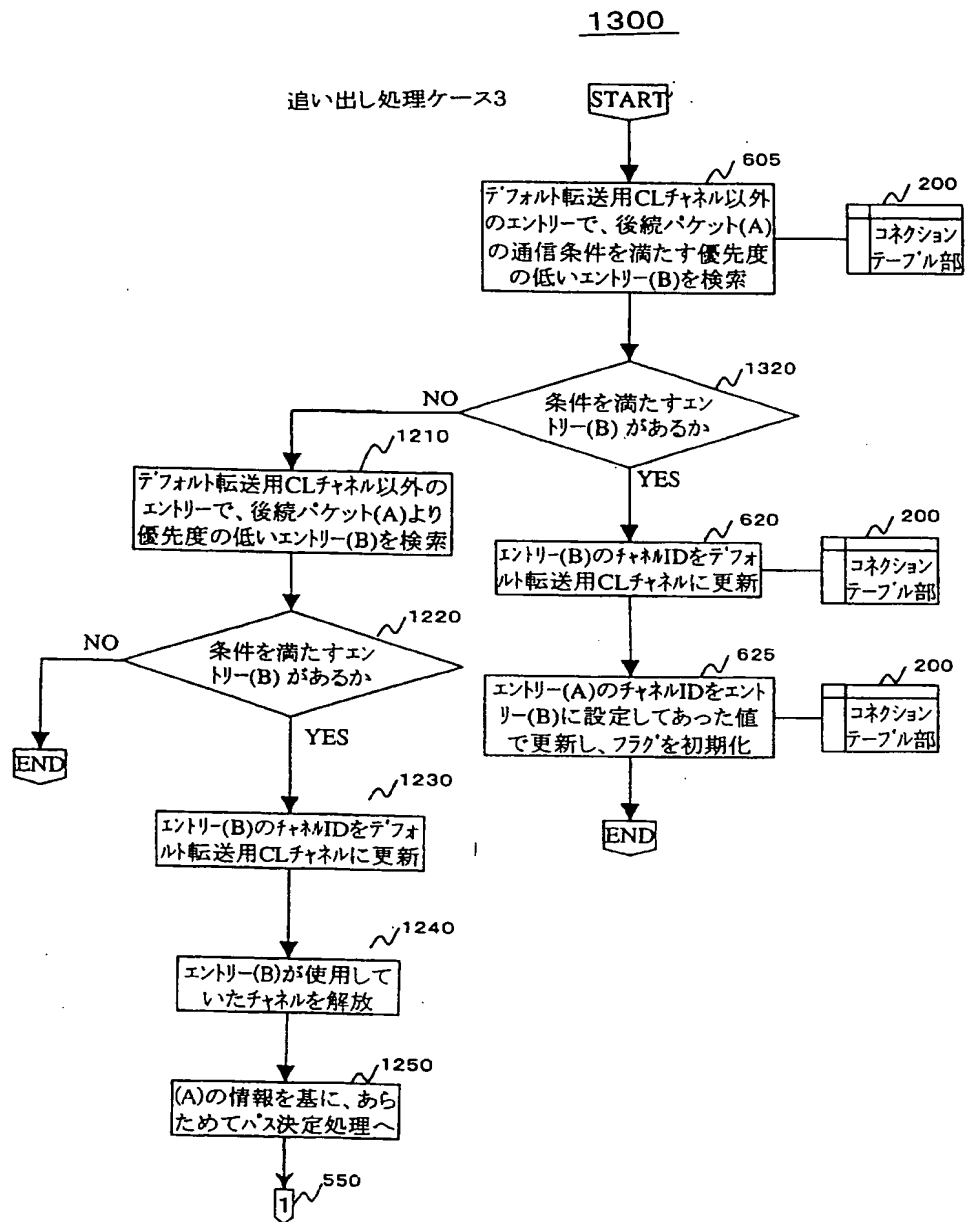 1300
追い出し処理ケース3
START
605
デフォルト転送用CLチャネル以外
のエントリーで、後続パケット(A)
の通信条件を満たす優先度
の低いエントリー(B)を検索
200
コネクション
テーブル部
1320
条件を満たすエン
トリー(B) があるか
NO
YES
1210
デフォルト転送用CLチャネル以外の
エントリーで、後続パケット(A)より
優先度の低いエントリー(B)を検索
620
エントリー(B)のチャネルIDをデフォ
ルト転送用CLチャネルに更新
200
コネクション
テーブル部
1220
条件を満たすエン
トリー(B) があるか
NO
END
YES
625
エントリー(A)のチャネルIDをエント
リー(B)に設定してあった値
で更新し、フラグを初期化
200
コネクション
テーブル部
END
1230
エントリー(B)のチャネルIDをデフォ
ルト転送用CLチャネルに更新
1240
エントリー(B)が使用して
いたチャネルを解放
1250
(A)の情報を基に、あら
ためてパス決定処理へ
1
550